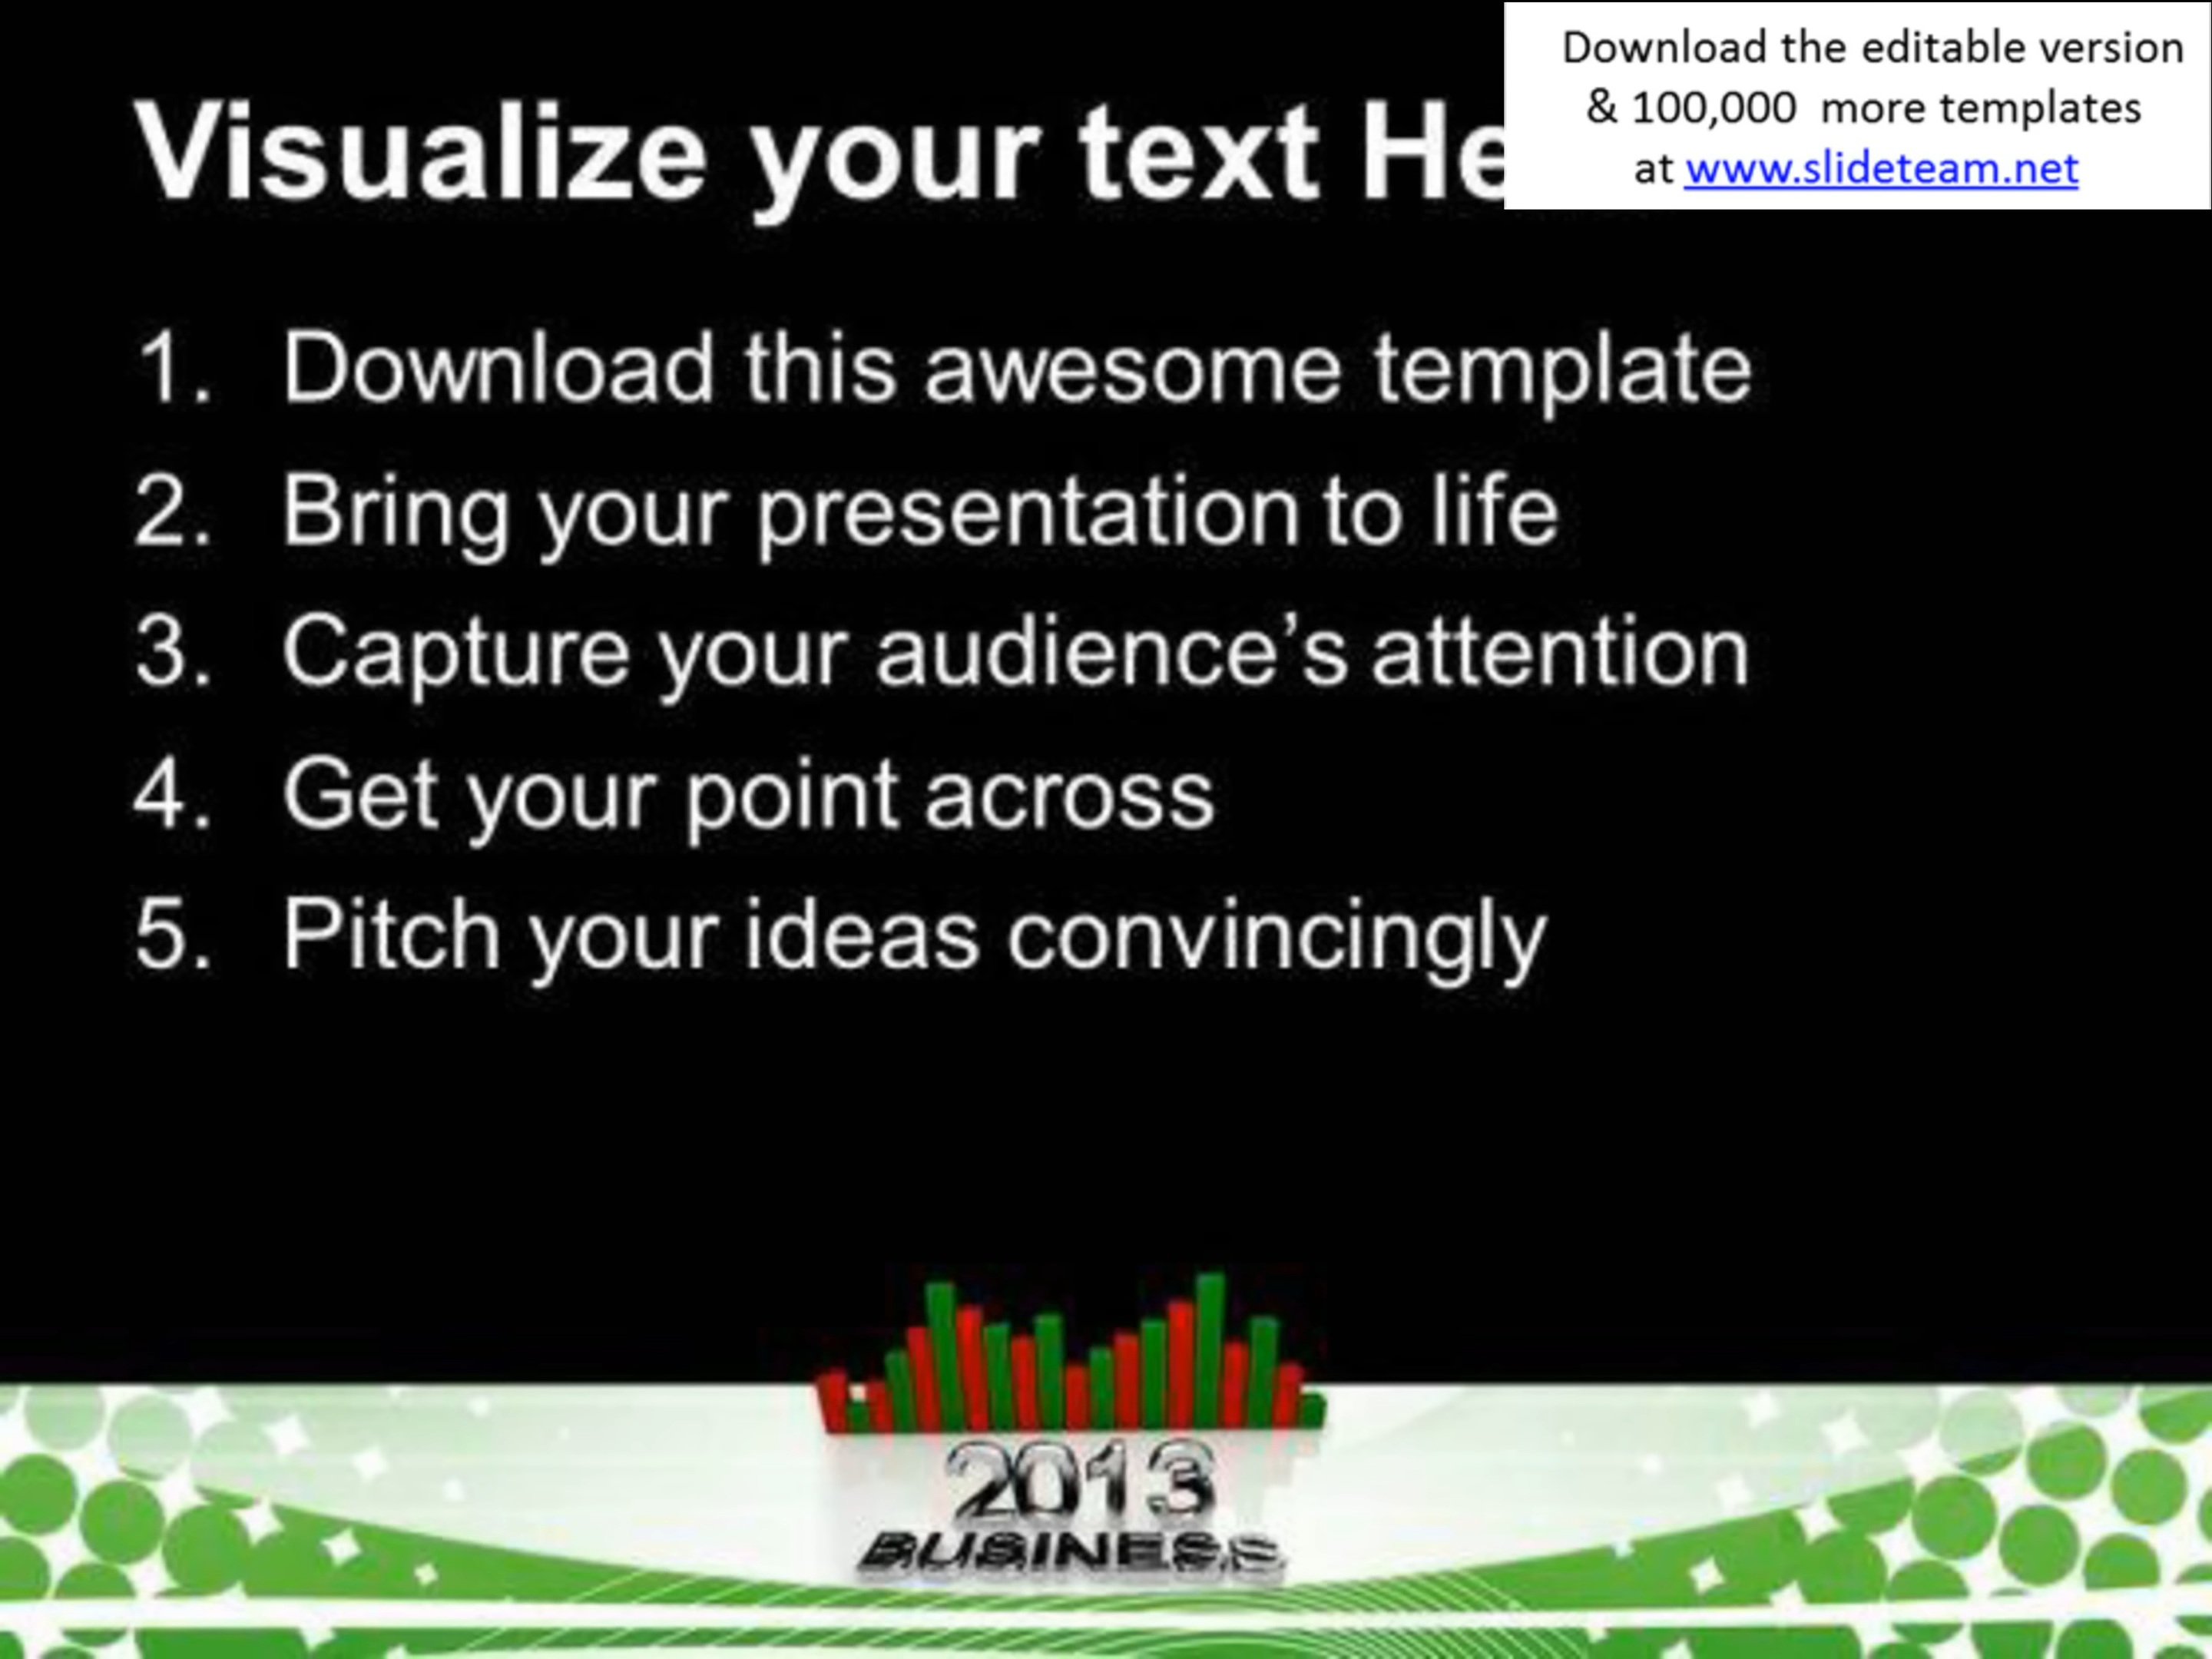 Download the editable version
& 100,000 more templates
at www.slideteam.net
Visualize your text He
1. Download this awesome template
2. Bring your presentation to life
3. Capture your audience’s attention
4. Get your point across
5. Pitch your ideas convincingly
2013
BUSINESS